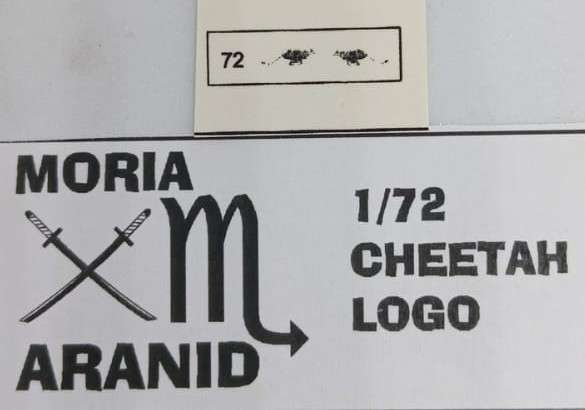 72
MORIA
ARANID
1/72
CHEETAH
LOGO